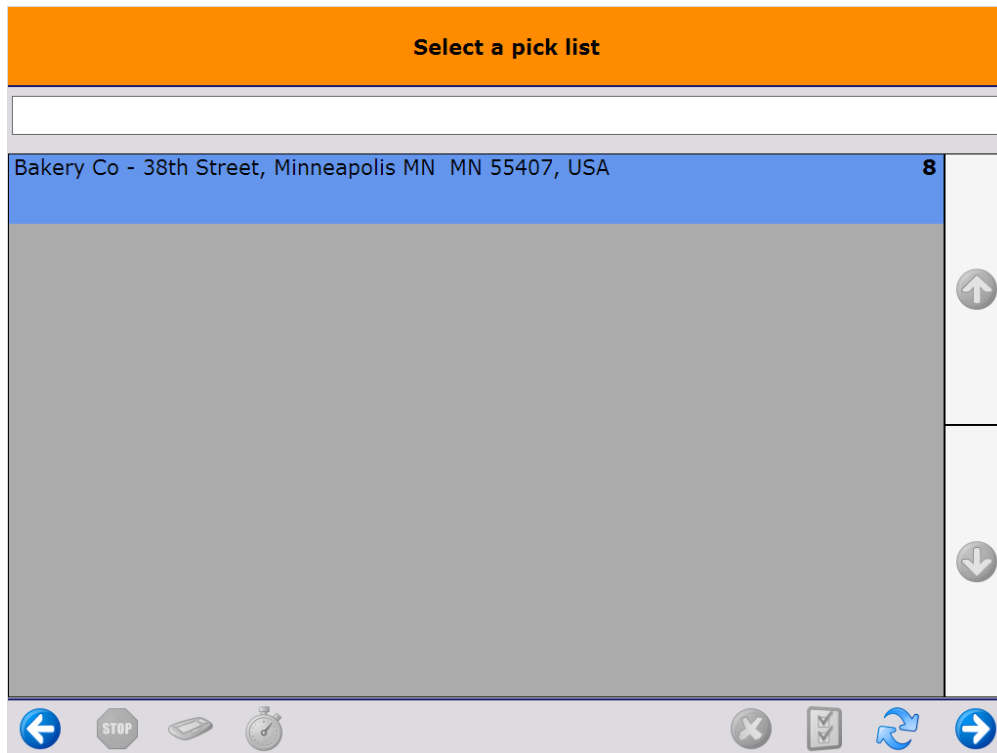 Select a pick list
Bakery Co - 38th Street, Minneapolis MN  MN 55407, USA 8
STOP